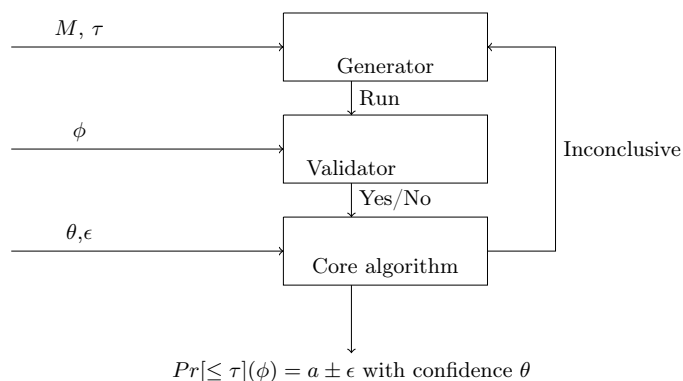 M, τ
Generator
Run
ϕ
Validator
Inconclusive
Yes/No
θ,ϵ
Core algorithm
Pr[≤ τ](ϕ) = a ± ϵ with confidence θ